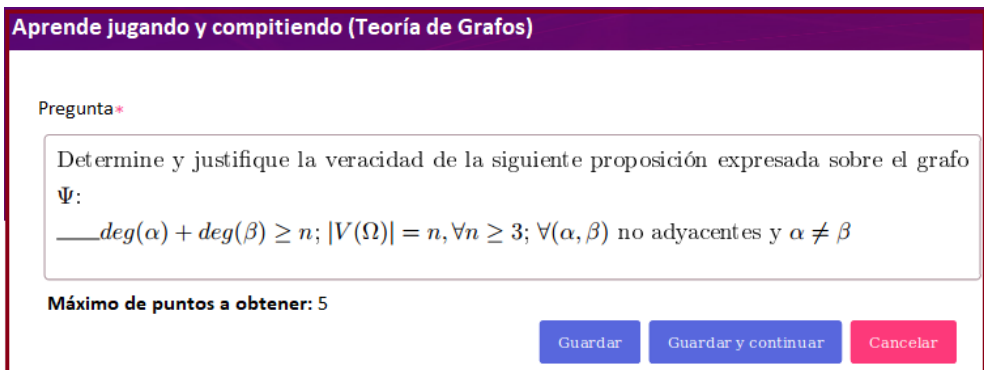 Aprende jugando y compitiendo (Teoría de Grafos)
Pregunta*
Determine y justifique la veracidad de la siguiente proposición expresada sobre el grafo
Ψ:
___deg(α) + deg(β) ≥ n; |V(Ω)| = n, ∀n ≥ 3; ∀(α, β) no adyacentes y α ≠ β
Máximo de puntos a obtener: 5
Guardar Guardar y continuar Cancelar